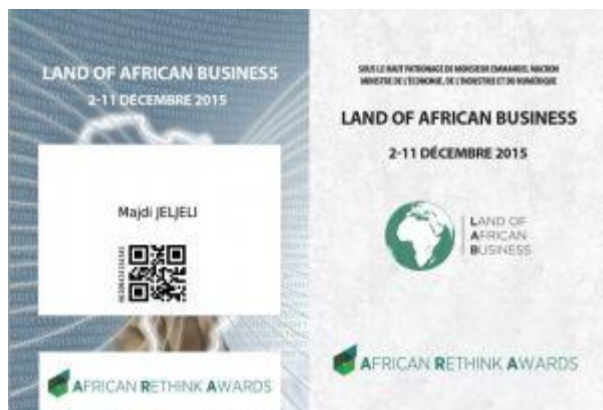 LAND OF AFRICAN BUSINESS
2-11 DÉCEMBRE 2015
Majdi JELJELI
AFRICAN RETHINK AWARDS
SOUS LE HAUT PATRONAGE DE MONSIEUR EMMANUEL MACRON
MINISTRE DE L'ÉCONOMIE, DE L'INDUSTRIE ET DU NUMÉRIQUE
LAND OF AFRICAN BUSINESS
2-11 DÉCEMBRE 2015
LAND OF
AFRICAN
BUSINESS
AFRICAN RETHINK AWARDS